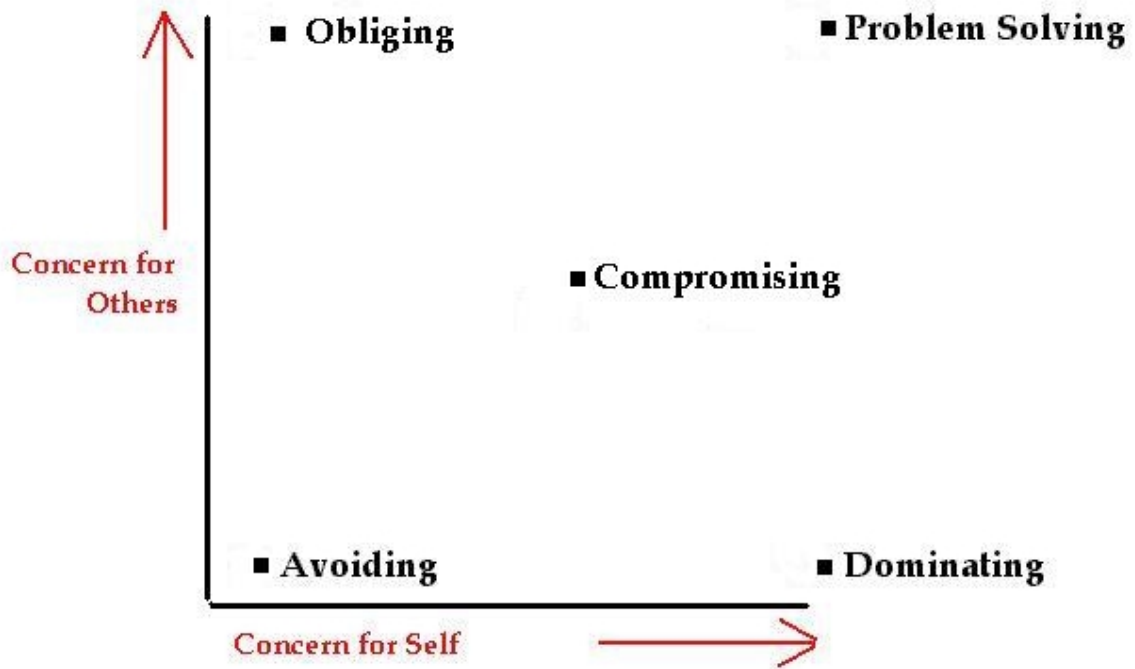 Obliging
Problem Solving
Concern for
Others
Compromising
Avoiding
Dominating
Concern for Self